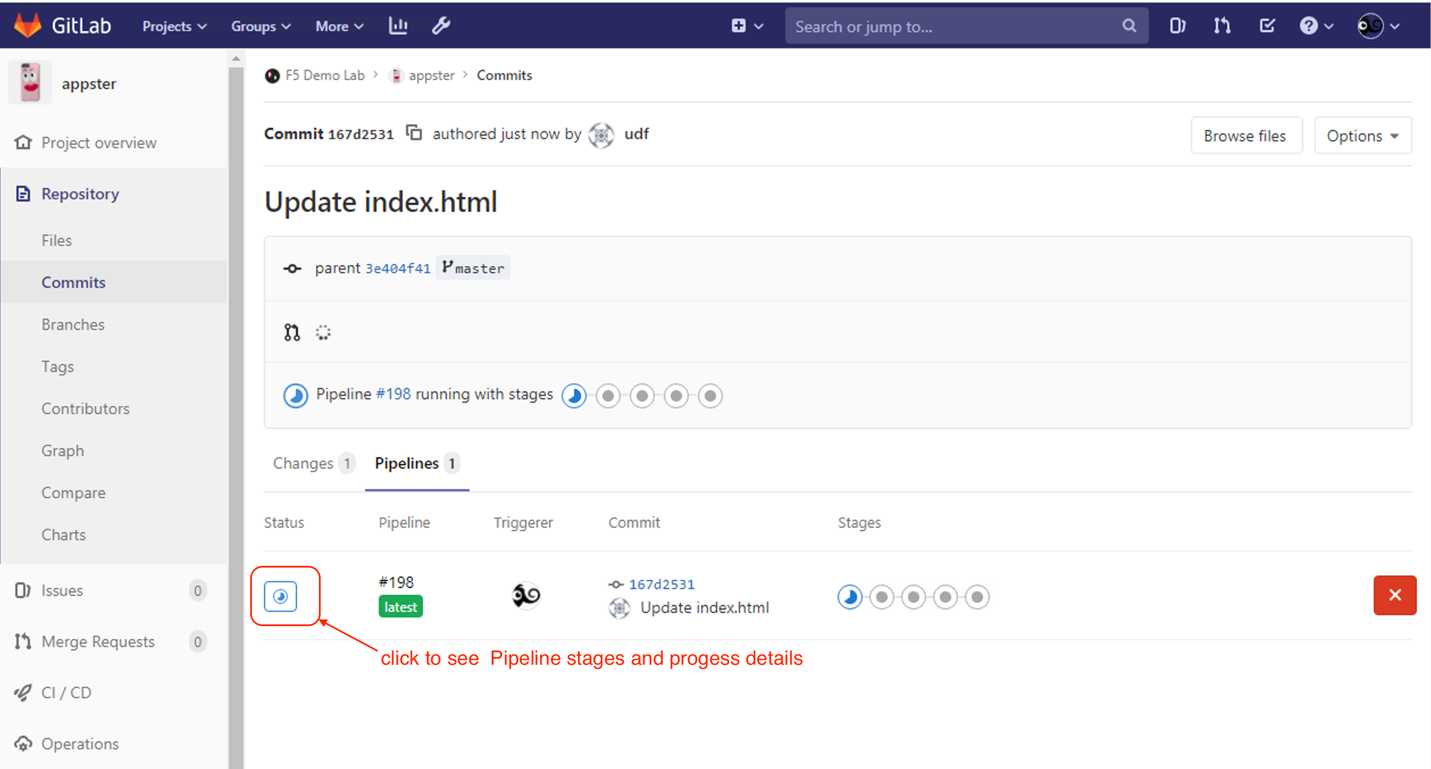 GitLab Projects Groups More Search or jump to...
appster
Project overview
Repository
Files
Commits
Branches
Tags
Contributors
Graph
Compare
Charts
Issues 0
Merge Requests 0
CI / CD
Operations
F5 Demo Lab > appster > Commits
Commit 167d2531 authored just now by udf Browse files Options
Update index.html
parent 3e404f41 master
Pipeline #198 running with stages
Changes 1 Pipelines 1
Status Pipeline Triggerer Commit Stages
#198 167d2531
latest Update index.html
click to see Pipeline stages and progess details